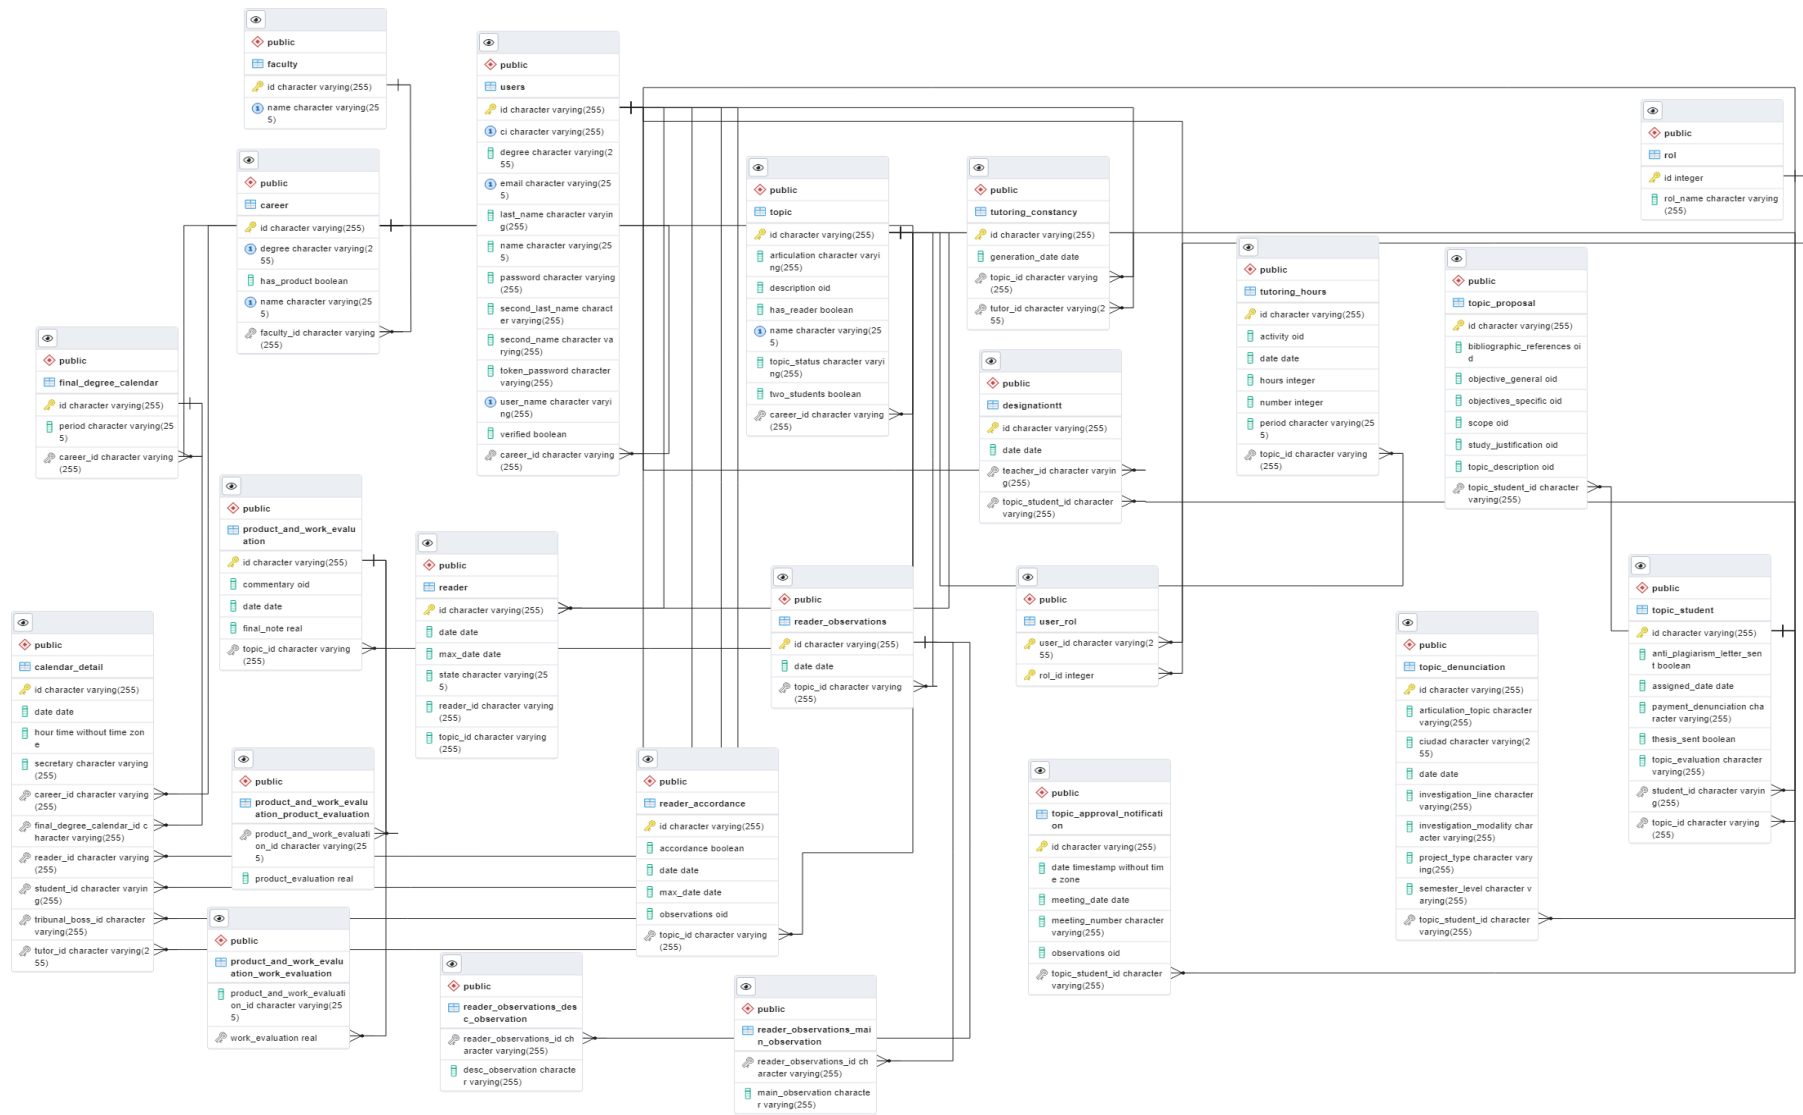 public
faculty
id character varying(255)
name character varying(25
5)
public
career
id character varying(255)
degree character varying(2
55)
has_product boolean
name character varying(25
5)
faculty_id character varying
(255)
public
final_degree_calendar
id character varying(255)
period character varying(25
5)
career_id character varying
(255)
public
product_and_work_evalu
ation
id character varying(255)
commentary oid
date date
final_note real
topic_id character varying
(255)
public
calendar_detail
id character varying(255)
date date
hour time without time zon
e
secretary character varying
(255)
career_id character varying
(255)
final_degree_calendar_id c
haracter varying(255)
reader_id character varying
(255)
student_id character varyin
g(255)
tribunal_boss_id character
varying(255)
tutor_id character varying(2
55)
public
product_and_work_evalu
ation_product_evaluation
product_and_work_evaluati
on_id character varying(25
5)
product_evaluation real
public
product_and_work_evalu
ation_work_evaluation
product_and_work_evaluati
on_id character varying(25
5)
work_evaluation real
public
users
id character varying(255)
ci character varying(255)
degree character varying(2
55)
email character varying(25
5)
last_name character varyin
g(255)
name character varying(25
5)
password character varying
(255)
second_last_name charact
er varying(255)
second_name character va
rying(255)
token_password character
varying(255)
user_name character varyi
ng(255)
verified boolean
career_id character varying
(255)
public
reader
id character varying(255)
date date
max_date date
state character varying(25
5)
reader_id character varying
(255)
topic_id character varying
(255)
public
reader_observations_des
c_observation
reader_observations_id ch
aracter varying(255)
desc_observation characte
r varying(255)
public
topic
id character varying(255)
articulation character varyi
ng(255)
description oid
has_reader boolean
name character varying(25
5)
topic_status character varyi
ng(255)
two_students boolean
career_id character varying
(255)
public
reader_observations
id character varying(255)
date date
topic_id character varying
(255)
public
reader_accordance
id character varying(255)
accordance boolean
date date
max_date date
observations oid
topic_id character varying
(255)
public
reader_observations_mai
n_observation
reader_observations_id ch
aracter varying(255)
main_observation characte
r varying(255)
public
tutoring_constancy
id character varying(255)
generation_date date
topic_id character varying
(255)
tutor_id character varying(2
55)
public
designationtt
id character varying(255)
date date
teacher_id character varyin
g(255)
topic_student_id character
varying(255)
public
user_rol
user_id character varying(2
55)
rol_id integer
public
topic_approval_notificati
on
id character varying(255)
date timestamp without tim
e zone
meeting_date date
meeting_number character
varying(255)
observations oid
topic_student_id character
varying(255)
public
tutoring_hours
id character varying(255)
activity oid
date date
hours integer
number integer
period character varying(25
5)
topic_id character varying
(255)
public
topic_proposal
id character varying(255)
bibliographic_references oi
d
objective_general oid
objectives_specific oid
scope oid
study_justification oid
topic_description oid
topic_student_id character
varying(255)
public
topic_denunciation
id character varying(255)
articulation_topic character
varying(255)
ciudad character varying(2
55)
date date
investigation_line character
varying(255)
investigation_modality char
acter varying(255)
project_type character vary
ing(255)
semester_level character v
arying(255)
topic_student_id character
varying(255)
public
rol
id integer
rol_name character varying
(255)
public
topic_student
id character varying(255)
anti_plagiarism_letter_sen
t boolean
assigned_date date
payment_denunciation cha
racter varying(255)
thesis_sent boolean
topic_evaluation character
varying(255)
student_id character varyin
g(255)
topic_id character varying
(255)